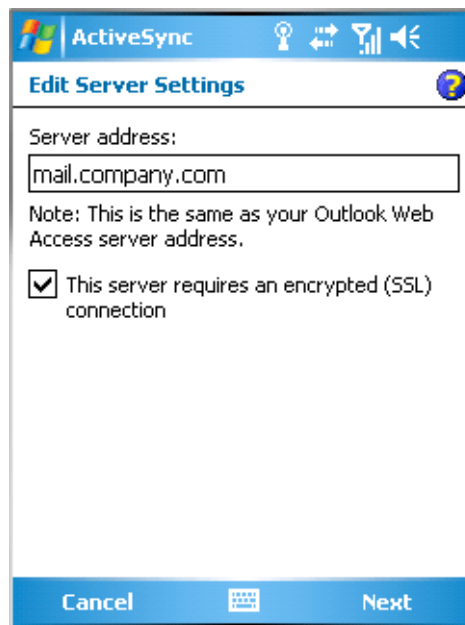 ActiveSync
Edit Server Settings
Server address:
mail.company.com
Note: This is the same as your Outlook Web
Access server address.
This server requires an encrypted (SSL)
connection
Cancel
Next